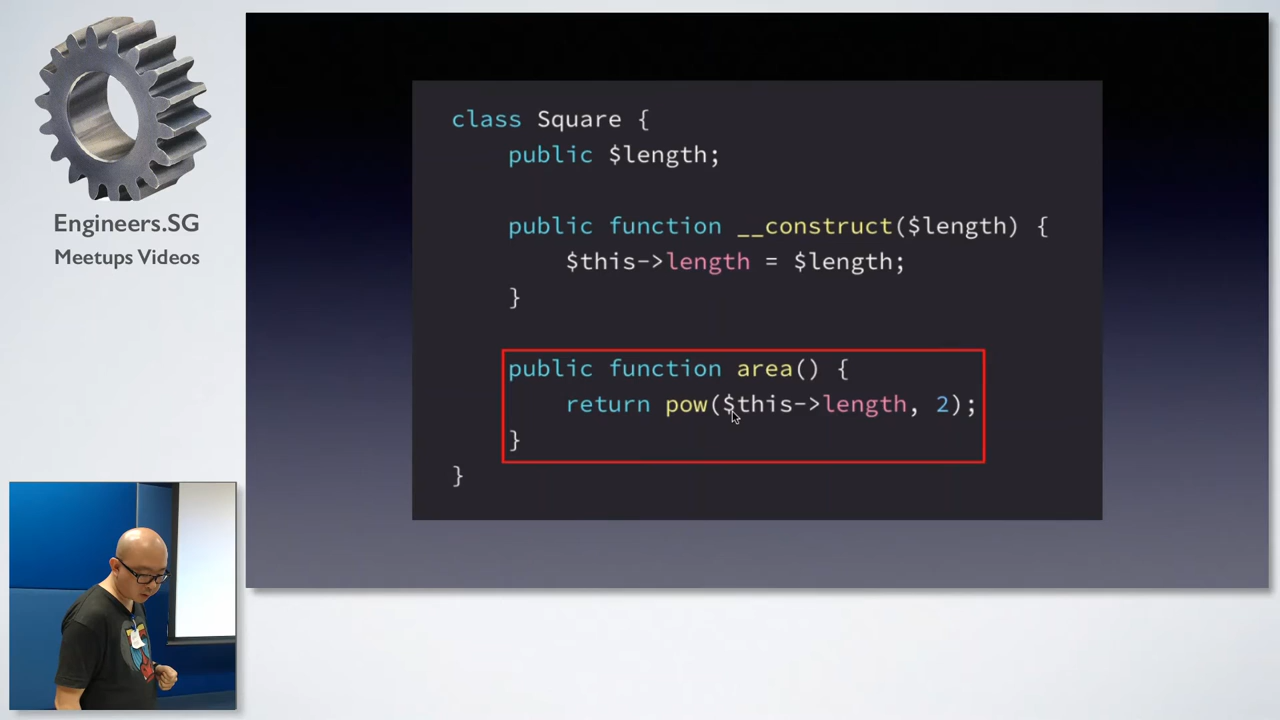 Engineers.SG
Meetups Videos
class Square {
public $length;
public function __construct($length) {
$this->length = $length;
}
public function area() {
return pow($this->length, 2);
}
}